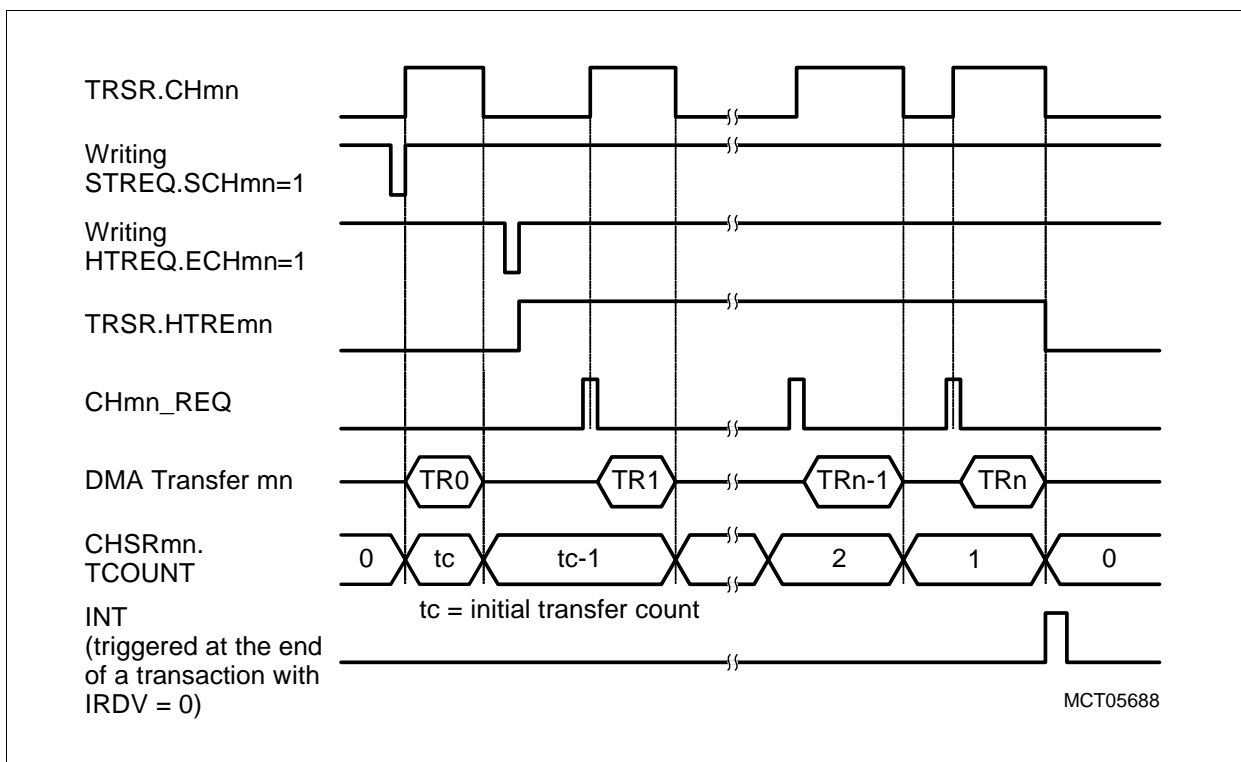 TRSR.CHmn
Writing
STREQ.SCHmn=1
Writing
HTREQ.ECHmn=1
TRSR.HTREmn
CHmn_REQ
DMA Transfer mn
TR0
TR1
TRn-1
TRn
CHSRmn.
TCOUNT
0
tc
tc-1
2
1
0
tc = initial transfer count
INT
(triggered at the end
of a transaction with
IRDV = 0)
MCT05688